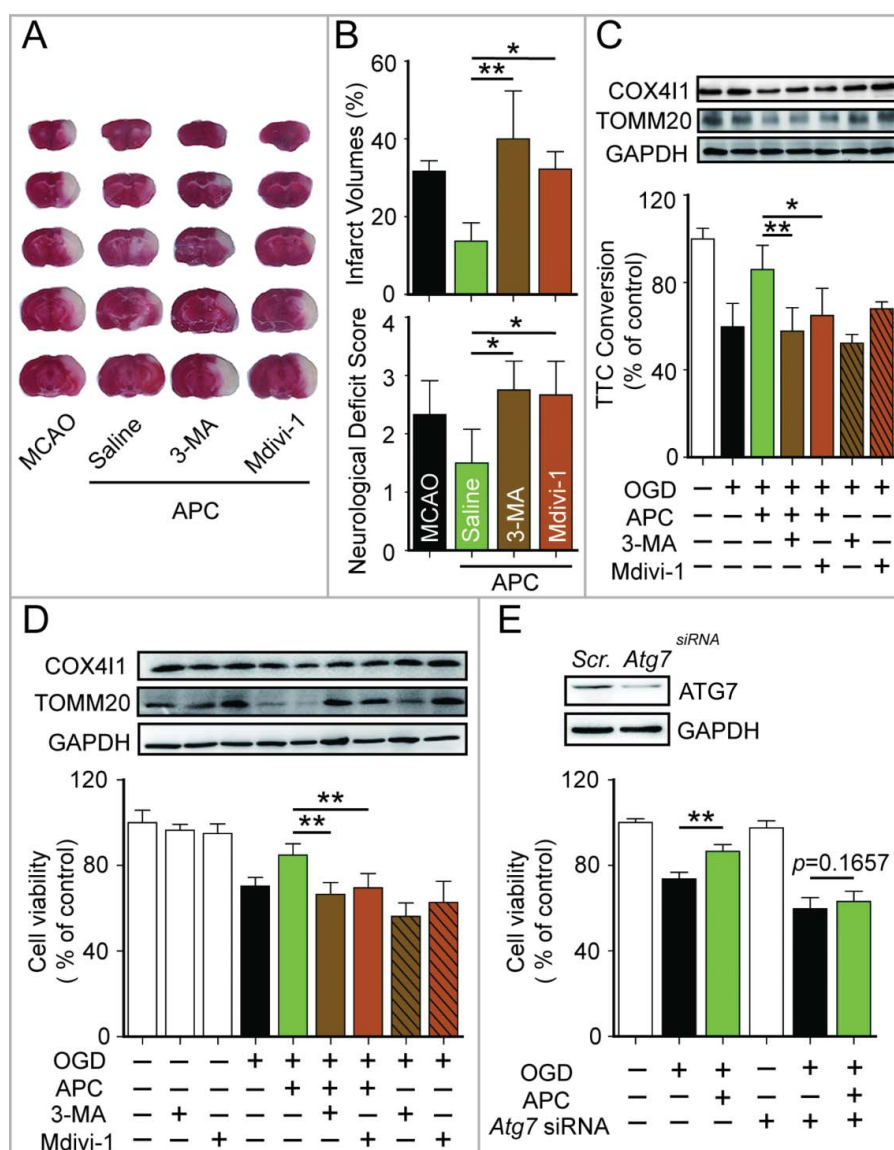 A
MCAO
Saline
3-MA
Mdivi-1
APC
B
Infarct Volumes (%)
60
40
20
0
**
*
Neurological Deficit Score
4
3
2
1
0
*
*
MCAO
Saline
3-MA
Mdivi-1
APC
C
COX4I1
TOMM20
GAPDH
TTC Conversion
(% of control)
120
80
40
0
*
**
OGD – + + + + + +
APC – – + + + – –
3-MA – – – + – + –
Mdivi-1 – – – – + – +
D
COX4I1
TOMM20
GAPDH
Cell viability
( % of control)
120
80
40
0
**
**
OGD – – – + + + + + +
APC – – – – + + + – –
3-MA – + – – – + – + –
Mdivi-1 – – + – – – + – +
E
siRNA
Scr. Atg7
ATG7
GAPDH
Cell viability
( % of control)
120
80
40
0
**
p=0.1657
OGD – + + – + +
APC – – + – – +
Atg7 siRNA – – – + + +